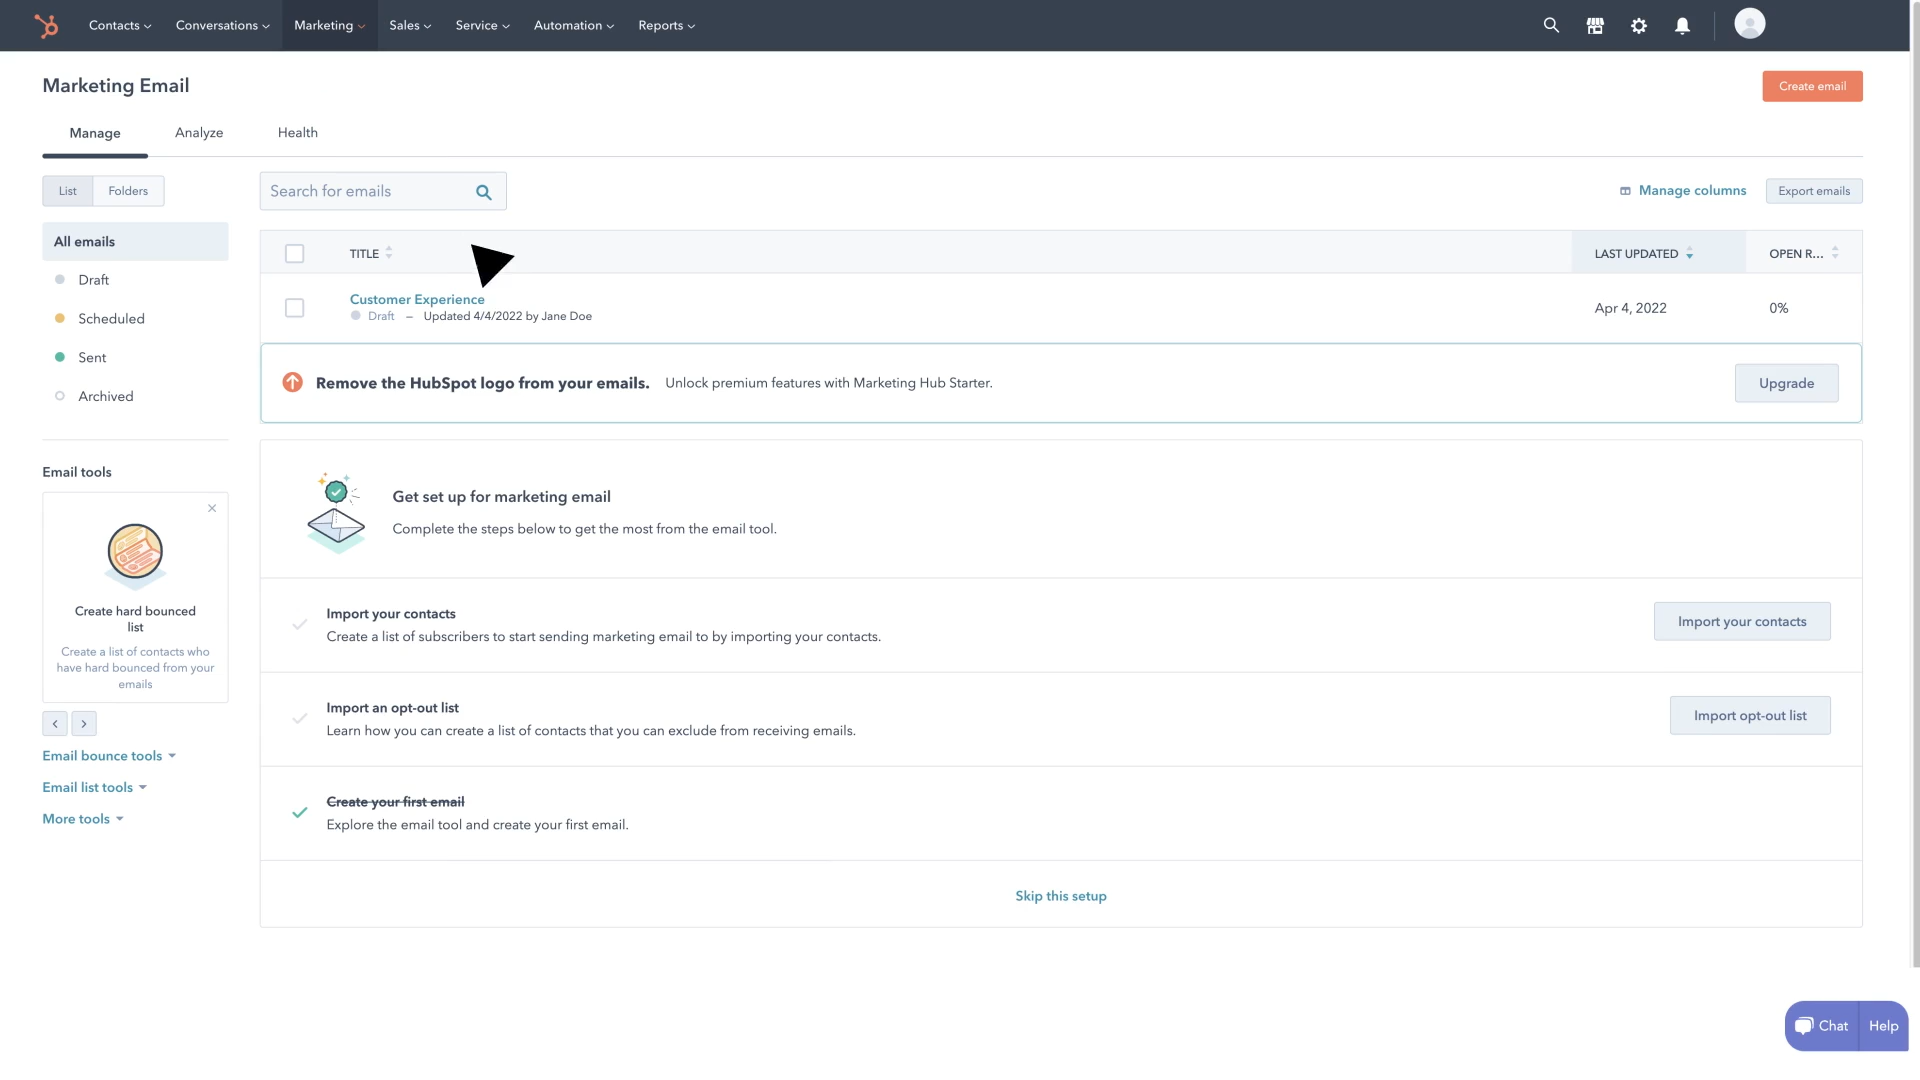 Contacts Conversations Marketing Sales Service Automation Reports
Marketing Email
Create email
Manage Analyze Health
List Folders
Search for emails
Manage columns
Export emails
All emails
Draft
Scheduled
Sent
Archived
TITLE LAST UPDATED OPEN R...
Customer Experience
Draft – Updated 4/4/2022 by Jane Doe
Apr 4, 2022 0%
Remove the HubSpot logo from your emails. Unlock premium features with Marketing Hub Starter.
Upgrade
Email tools
Create hard bounced
list
Create a list of contacts who
have hard bounced from your
emails
Email bounce tools
Email list tools
More tools
Get set up for marketing email
Complete the steps below to get the most from the email tool.
Import your contacts
Create a list of subscribers to start sending marketing email to by importing your contacts.
Import your contacts
Import an opt-out list
Learn how you can create a list of contacts that you can exclude from receiving emails.
Import opt-out list
Create your first email
Explore the email tool and create your first email.
Skip this setup
Chat Help